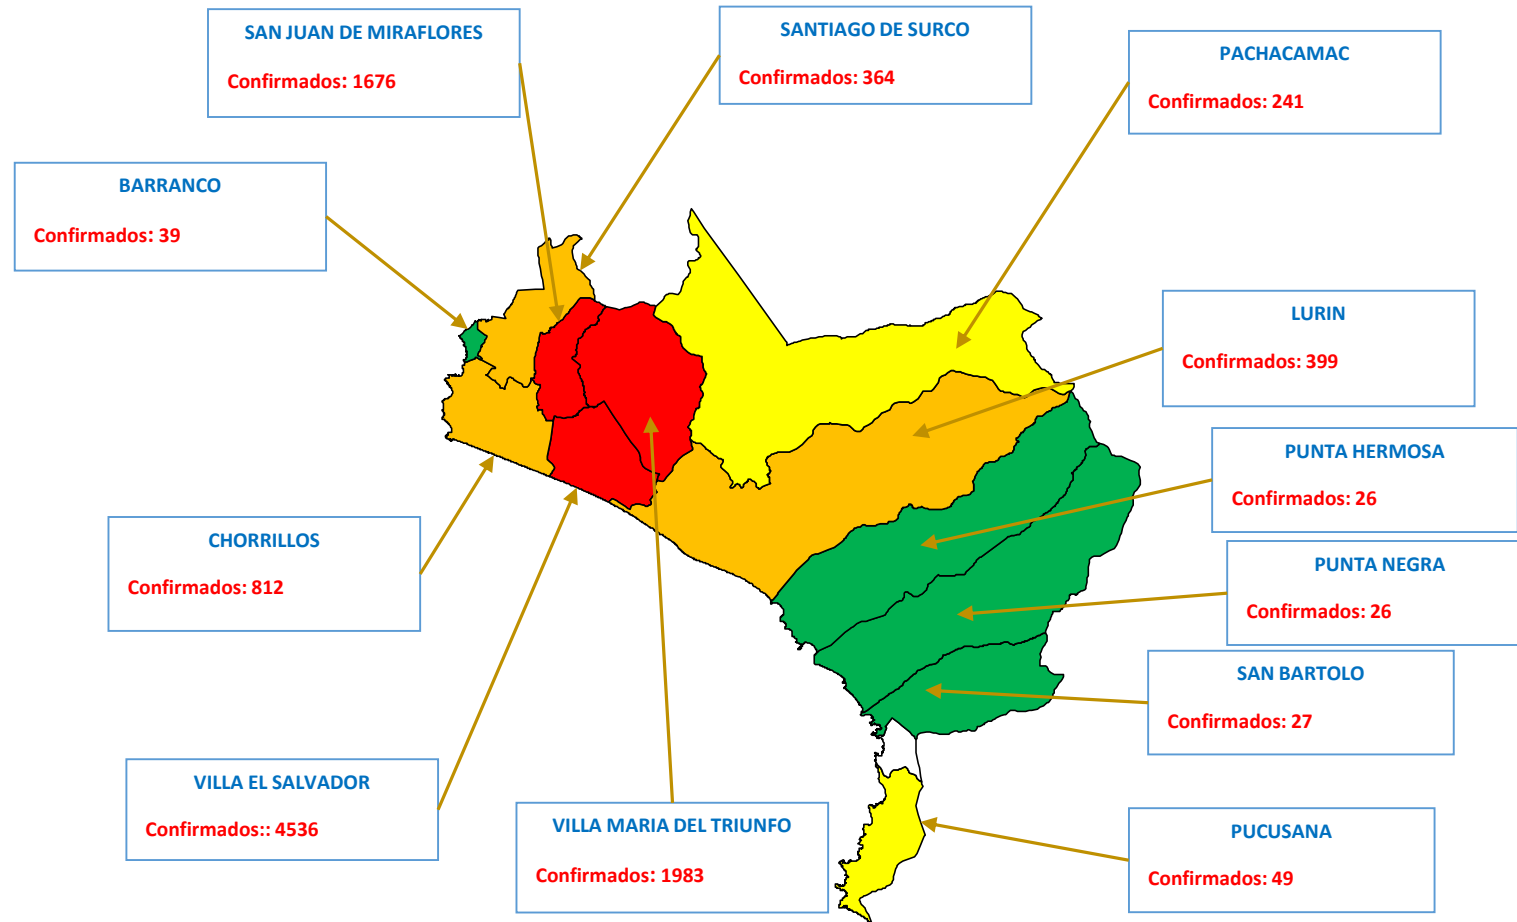 SAN JUAN DE MIRAFLORES
Confirmados: 1676
SANTIAGO DE SURCO
Confirmados: 364
PACHACAMAC
Confirmados: 241
BARRANCO
Confirmados: 39
LURIN
Confirmados: 399
PUNTA HERMOSA
Confirmados: 26
CHORRILLOS
Confirmados: 812
PUNTA NEGRA
Confirmados: 26
SAN BARTOLO
Confirmados: 27
VILLA EL SALVADOR
Confirmados:: 4536
VILLA MARIA DEL TRIUNFO
Confirmados: 1983
PUCUSANA
Confirmados: 49